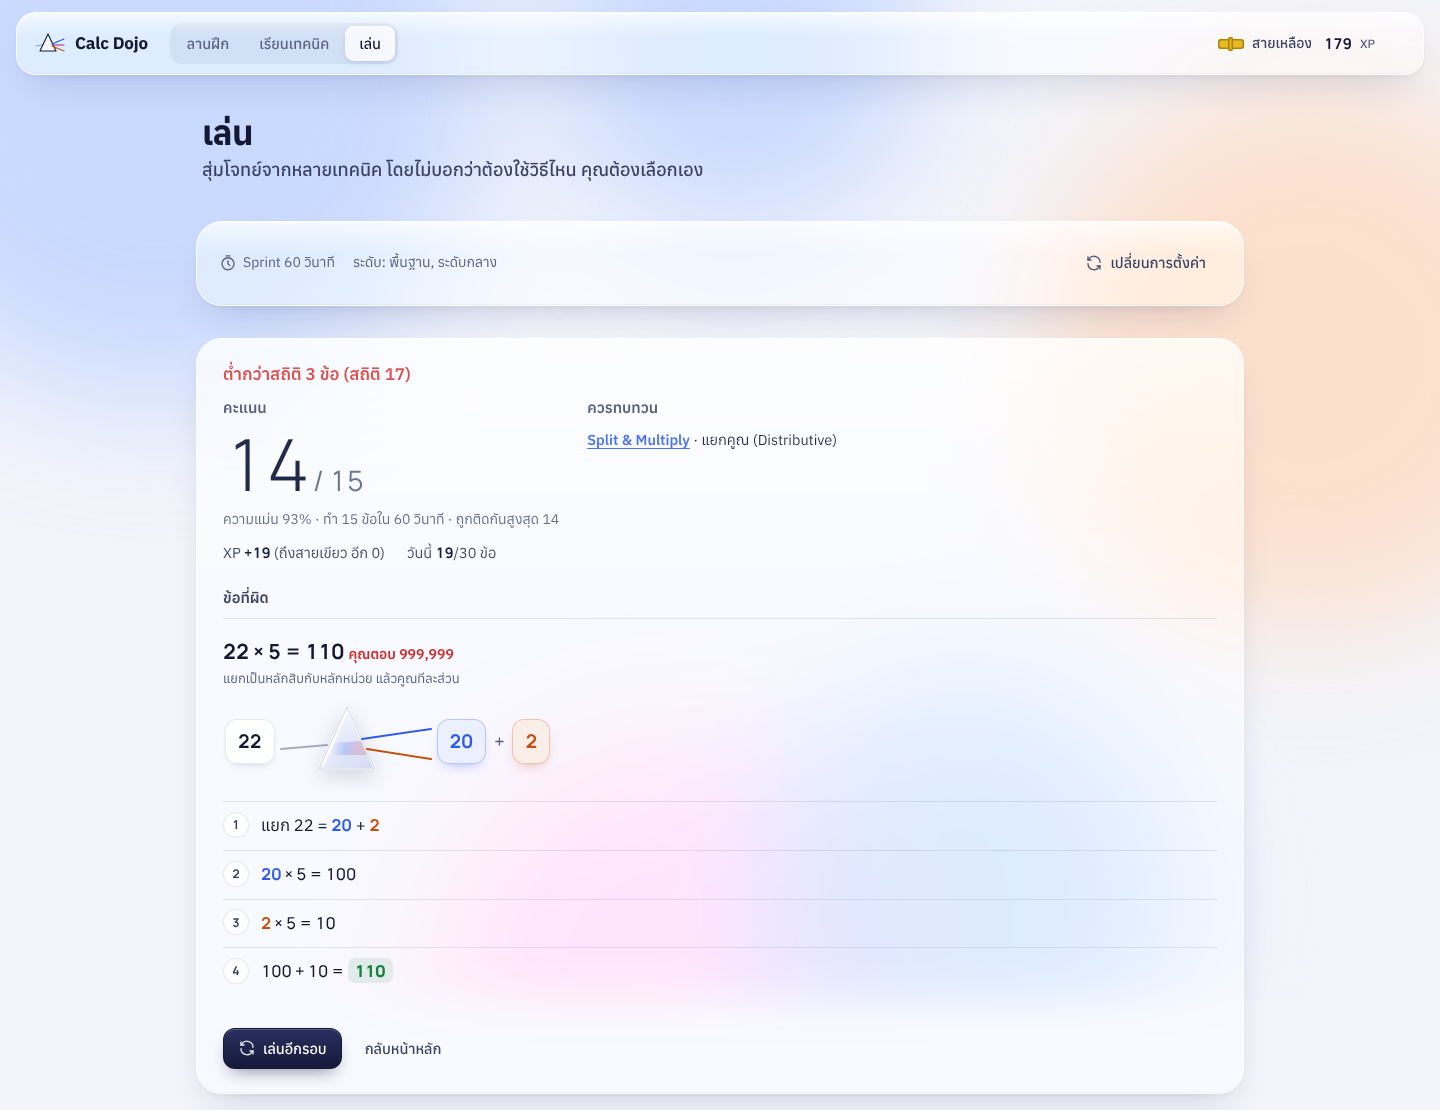 Calc Dojo ลานฝึก เรียนเทคนิค เล่น สายเหลือง 179 XP
เล่น
สุ่มโจทย์จากหลายเทคนิค โดยไม่บอกว่าต้องใช้วิธีไหน คุณต้องเลือกเอง
Sprint 60 วินาที ระดับ: พื้นฐาน, ระดับกลาง เปลี่ยนการตั้งค่า
ต่ำกว่าสถิติ 3 ข้อ (สถิติ 17)
คะแนน ควรทบทวน
Split & Multiply · แยกคูณ (Distributive)
14 / 15
ความแม่น 93% · ทำ 15 ข้อใน 60 วินาที · ถูกติดกันสูงสุด 14
XP +19 (ถึงสายเขียว อีก 0) วันนี้ 19/30 ข้อ
ข้อที่ผิด
22 × 5 = 110 คุณตอบ 999,999
แยกเป็นหลักสิบกับหลักหน่วย แล้วคูณทีละส่วน
22 20 + 2
1 แยก 22 = 20 + 2
2 20 × 5 = 100
3 2 × 5 = 10
4 100 + 10 = 110
เล่นอีกรอบ กลับหน้าหลัก